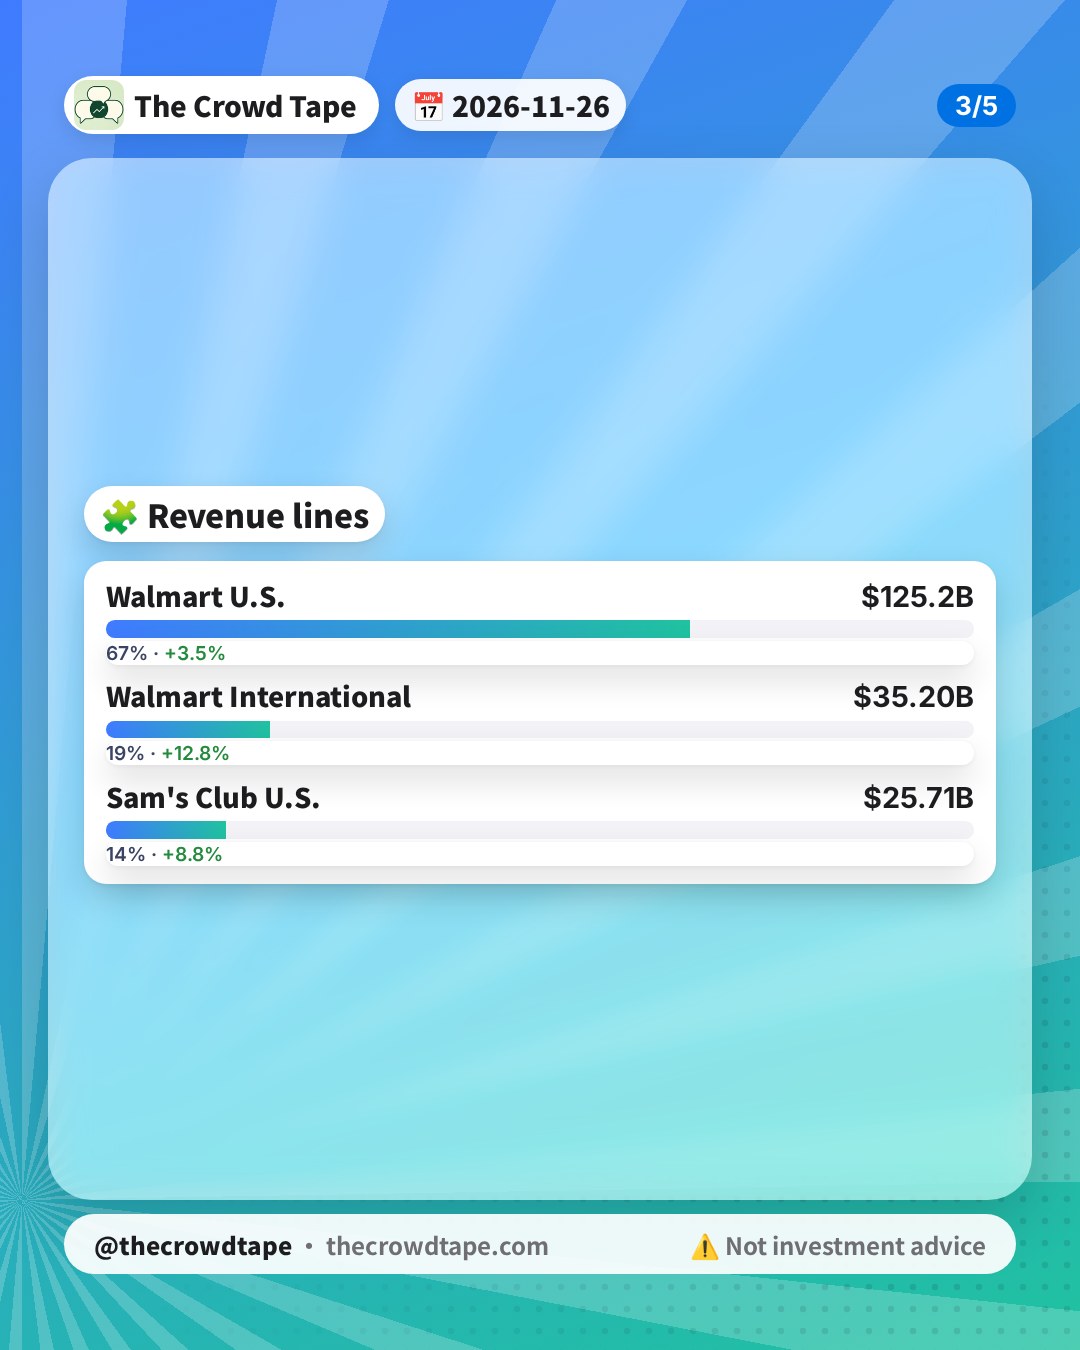 The Crowd Tape
📅 2026-11-26
3/5
🧩 Revenue lines
Walmart U.S. $125.2B
67% · +3.5%
Walmart International $35.20B
19% · +12.8%
Sam's Club U.S. $25.71B
14% · +8.8%
@thecrowdtape • thecrowdtape.com ⚠️ Not investment advice